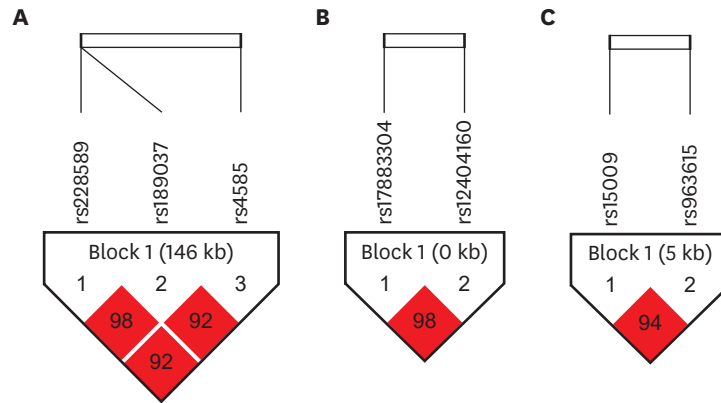 A
rs228589
rs189037
rs4585
Block 1 (146 kb)
1 2 3
98 92
92
B
rs17883304
rs12404160
Block 1 (0 kb)
1 2
98
C
rs15009
rs963615
Block 1 (5 kb)
1 2
94